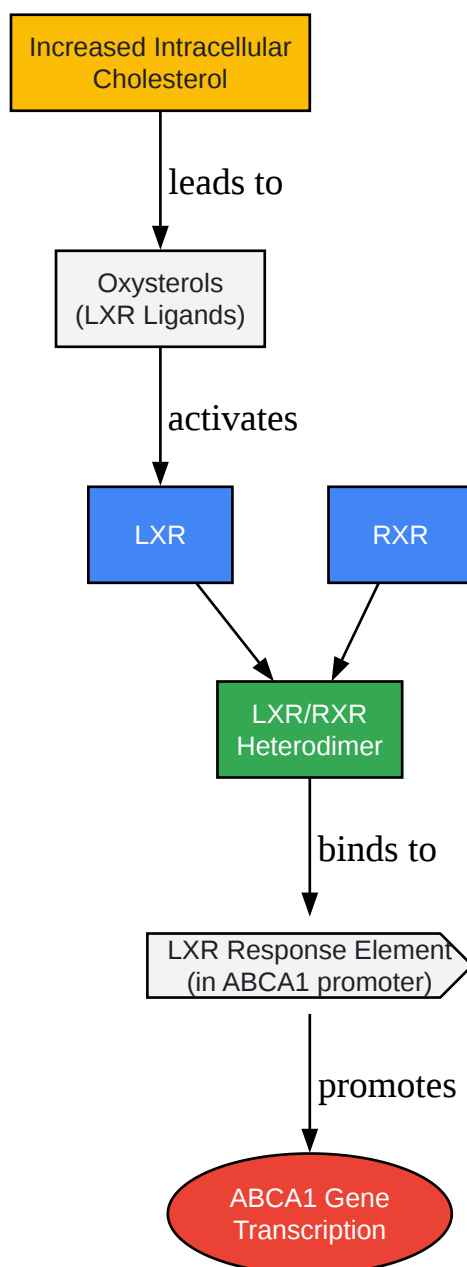 Increased Intracellular
Cholesterol
leads to
Oxysterols
(LXR Ligands)
activates
LXR
RXR
LXR/RXR
Heterodimer
binds to
LXR Response Element
(in ABCA1 promoter)
promotes
ABCA1 Gene
Transcription